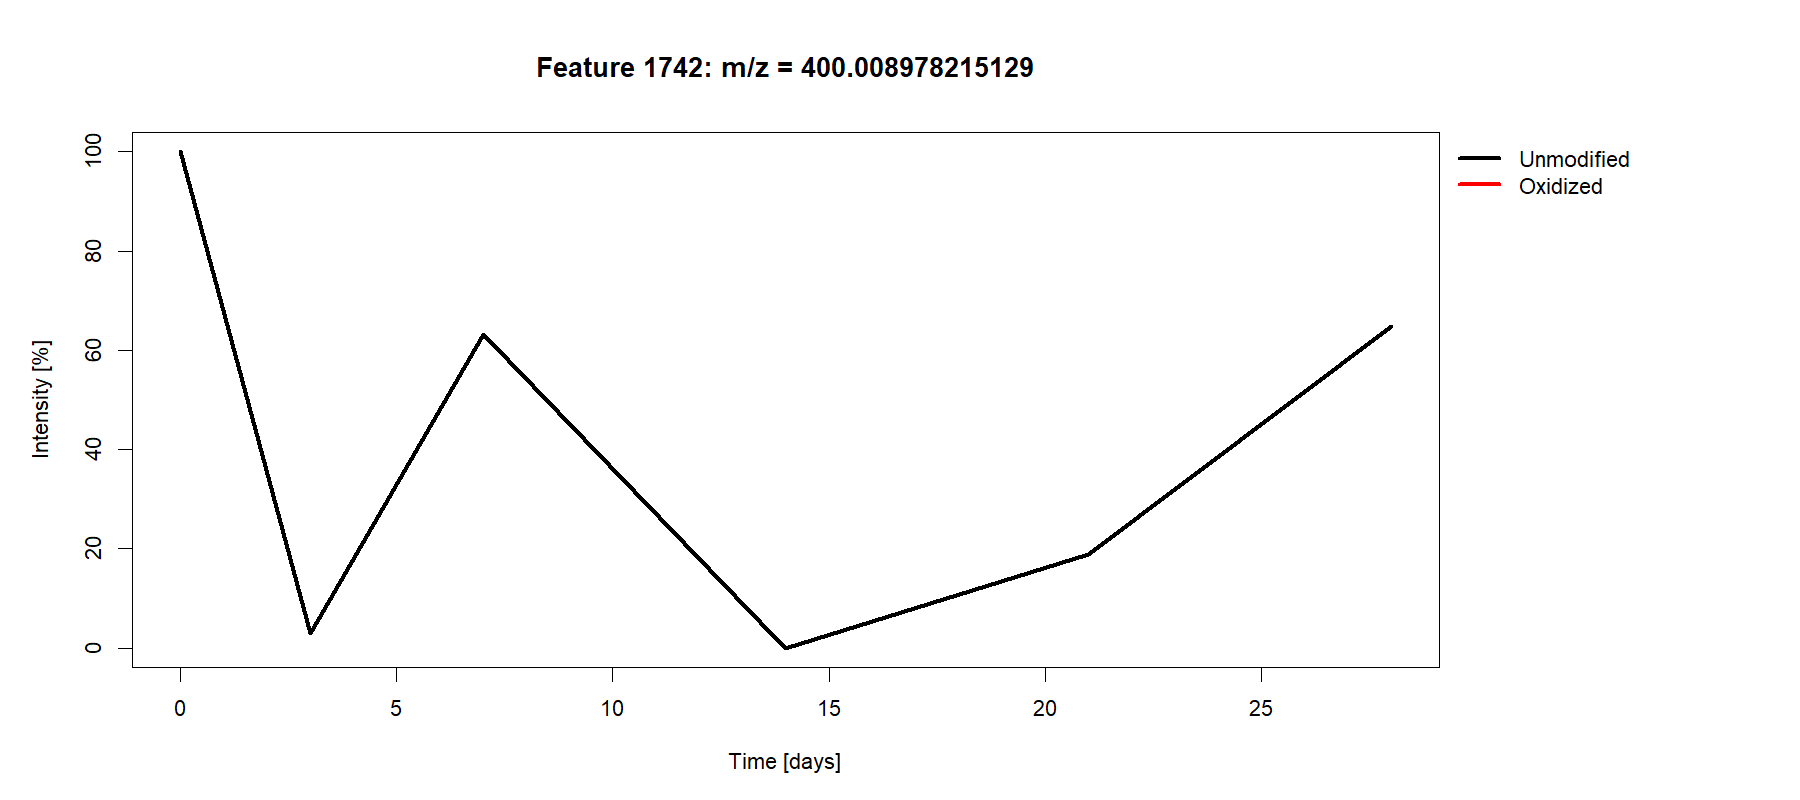 Feature 1742: m/z = 400.008978215129
Unmodified
Oxidized
Intensity [%]
100
80
60
40
20
0
0 5 10 15 20 25
Time [days]